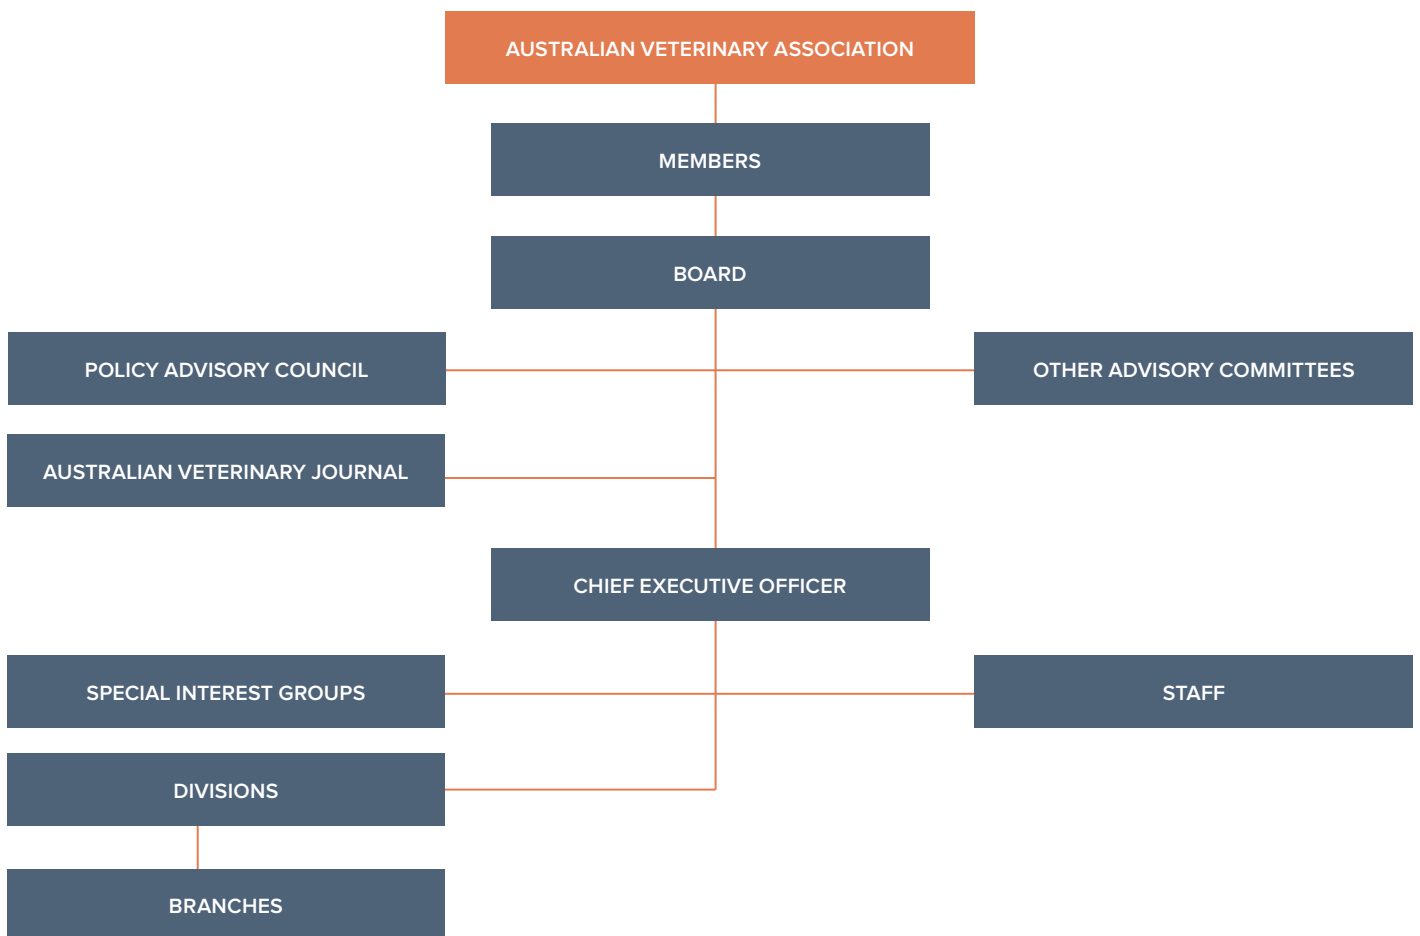 AUSTRALIAN VETERINARY ASSOCIATION
MEMBERS
BOARD
POLICY ADVISORY COUNCIL
OTHER ADVISORY COMMITTEES
AUSTRALIAN VETERINARY JOURNAL
CHIEF EXECUTIVE OFFICER
SPECIAL INTEREST GROUPS
STAFF
DIVISIONS
BRANCHES